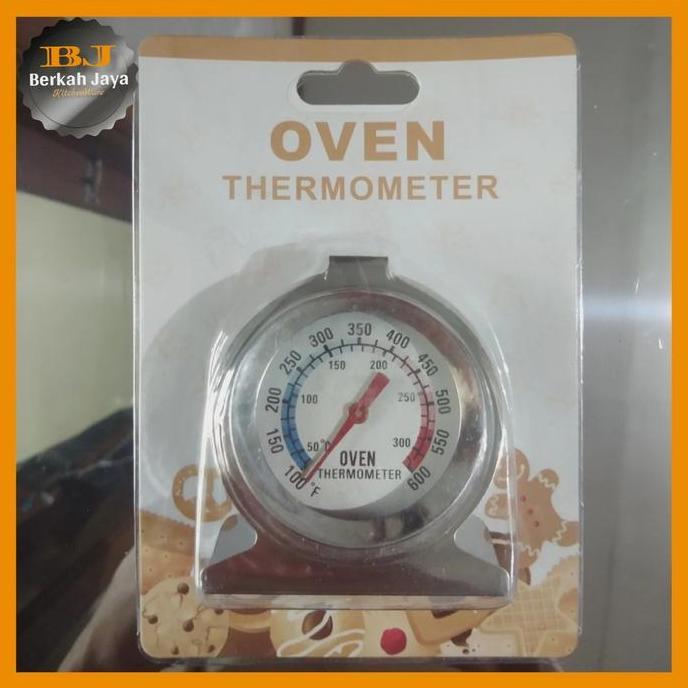 BJ
Berkah Jaya
KitchenWare
OVEN
THERMOMETER
100 150 200 250 300 350 400 450 500 550 600
°F
50 100 150 200 250 300
°C
OVEN
THERMOMETER